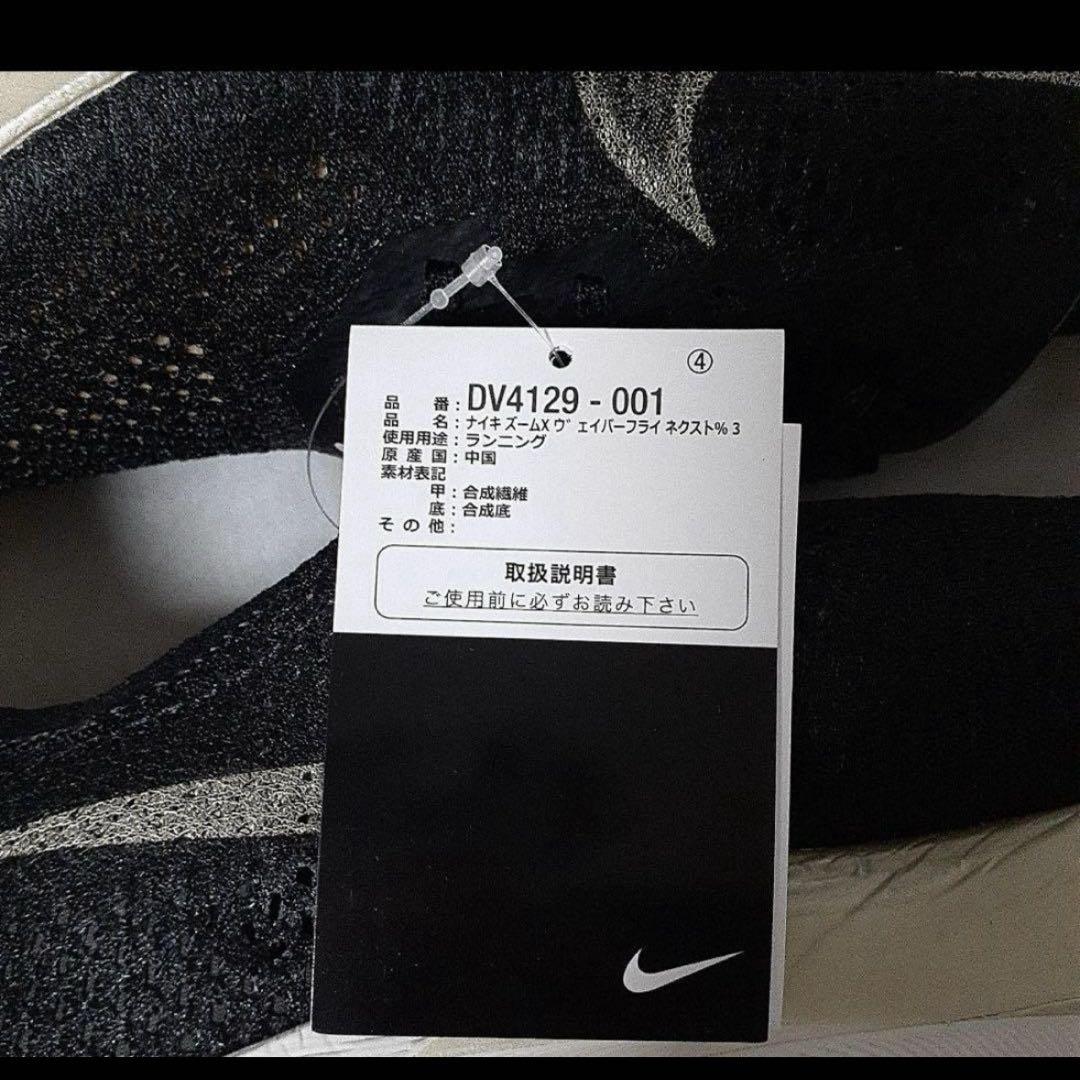 ④
品 番 : DV4129 - 001
品 名 : ナイキ ズームX ヴェイパーフライ ネクスト% 3
使用用途 : ランニング
原 産 国 : 中国
素材表記
甲 : 合成繊維
底 : 合成底
そ の 他 :
取扱説明書
ご使用前に必ずお読み下さい